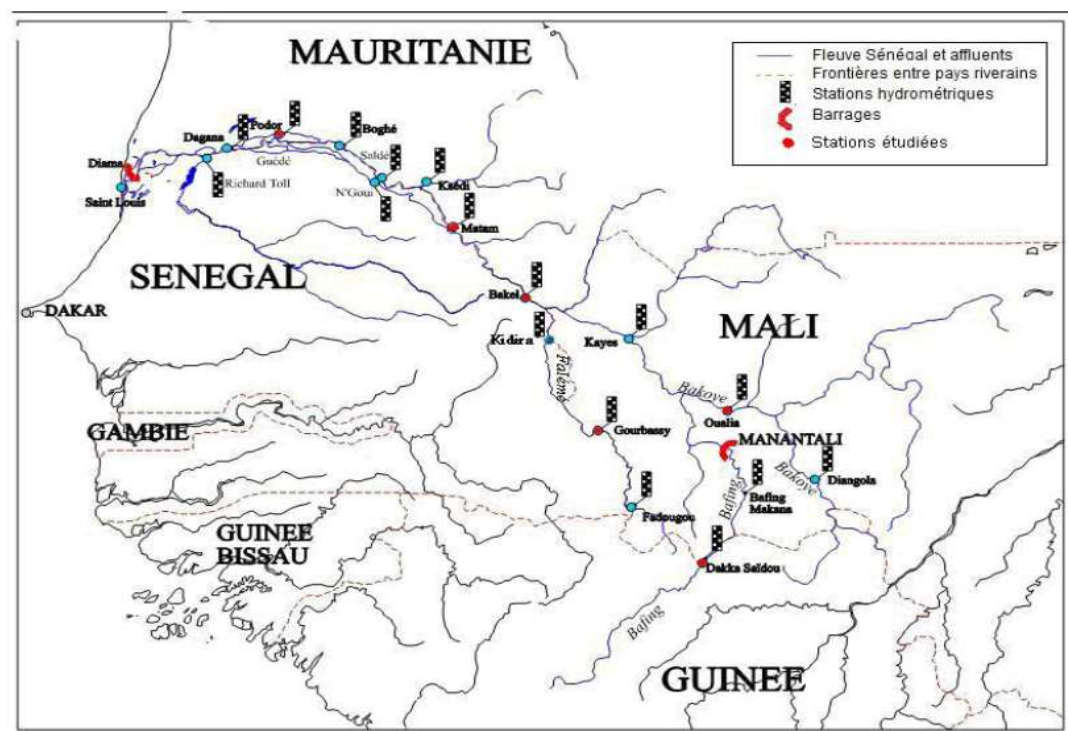 MAURITANIE
Fleuve Sénégal et affluents
Frontières entre pays riverains
Stations hydrométriques
Barrages
Stations étudiées
Podor
Boghé
Dagana
Guédé
Saldé
Diama
Richard Toll
N'Goui
Kaédi
Saint Louis
Matam
SENEGAL
Bakel
DAKAR
MALI
Kidira
Kayes
Falémé
Bakoye
Oualia
GAMBIE
Gourbassy
MANANTALI
Bakoye
Diangola
Bafing
Bafing
Makana
Fadougou
GUINEE
BISSAU
Dakka Saïdou
Bafing
GUINEE